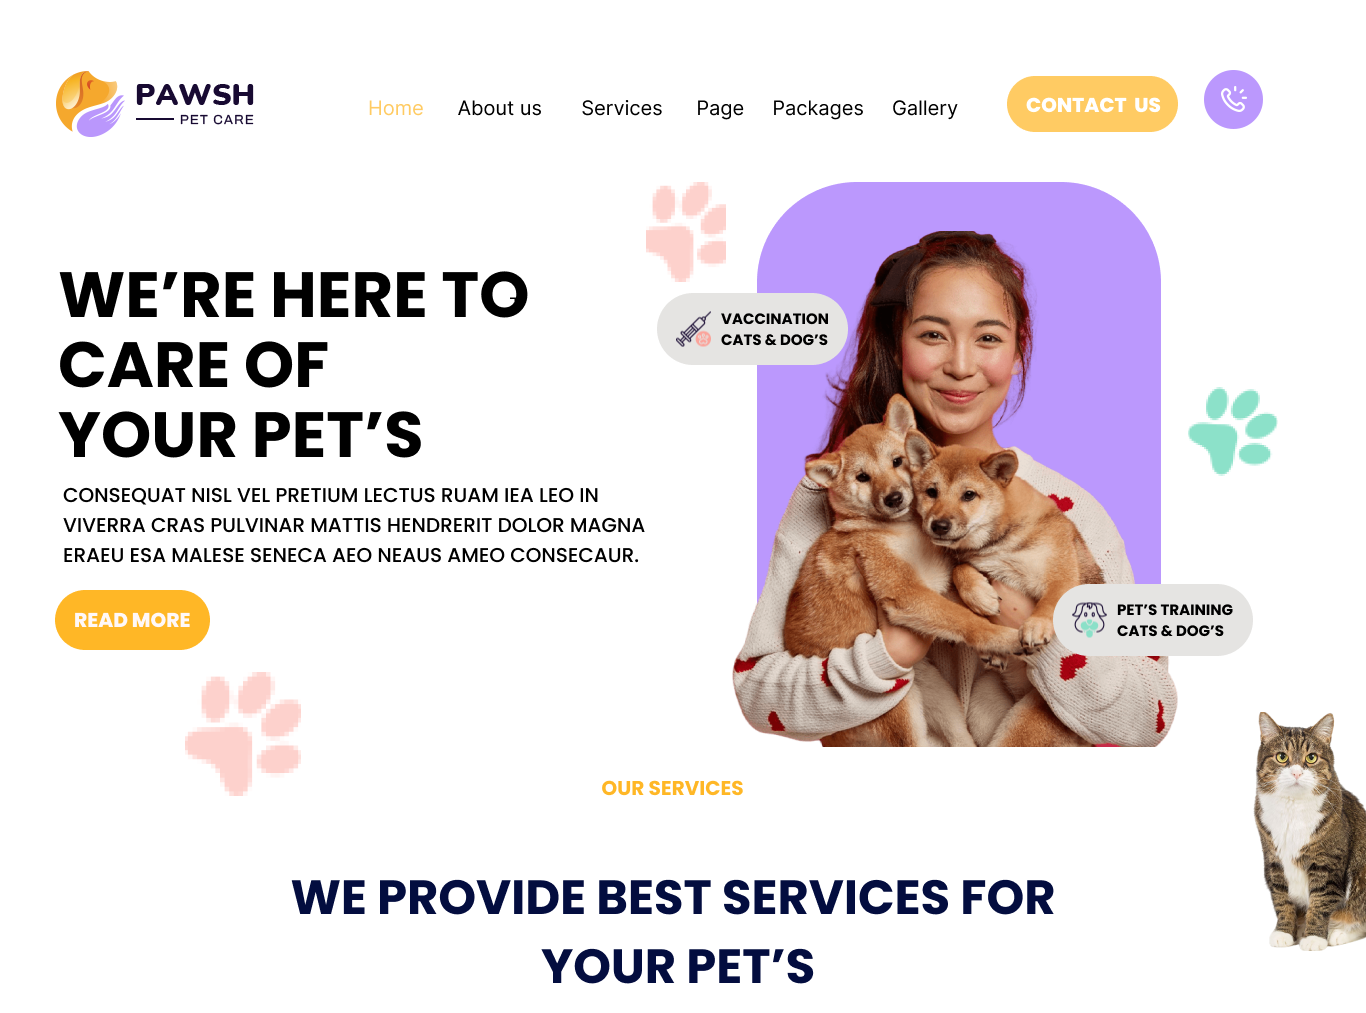 PAWSH
PET CARE
Home About us Services Page Packages Gallery
CONTACT US
WE’RE HERE TO
CARE OF
YOUR PET’S
CONSEQUAT NISL VEL PRETIUM LECTUS RUAM IEA LEO IN
VIVERRA CRAS PULVINAR MATTIS HENDRERIT DOLOR MAGNA
ERAEU ESA MALESE SENECA AEO NEAUS AMEO CONSECAUR.
READ MORE
VACCINATION
CATS & DOG’S
PET’S TRAINING
CATS & DOG’S
OUR SERVICES
WE PROVIDE BEST SERVICES FOR
YOUR PET’S